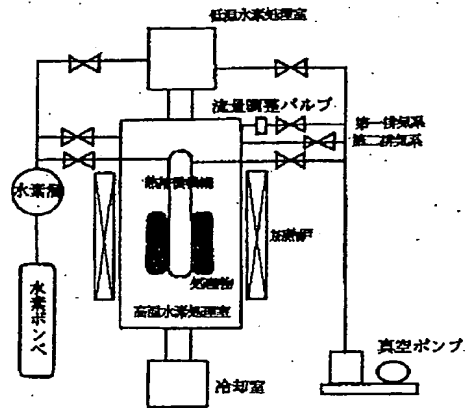 低温水素処理室
流量調整バルブ
第一排気系
第二排気系
水素源
加熱炉
処理物
高温水素処理室
水素ボンベ
真空ポンプ
冷却室